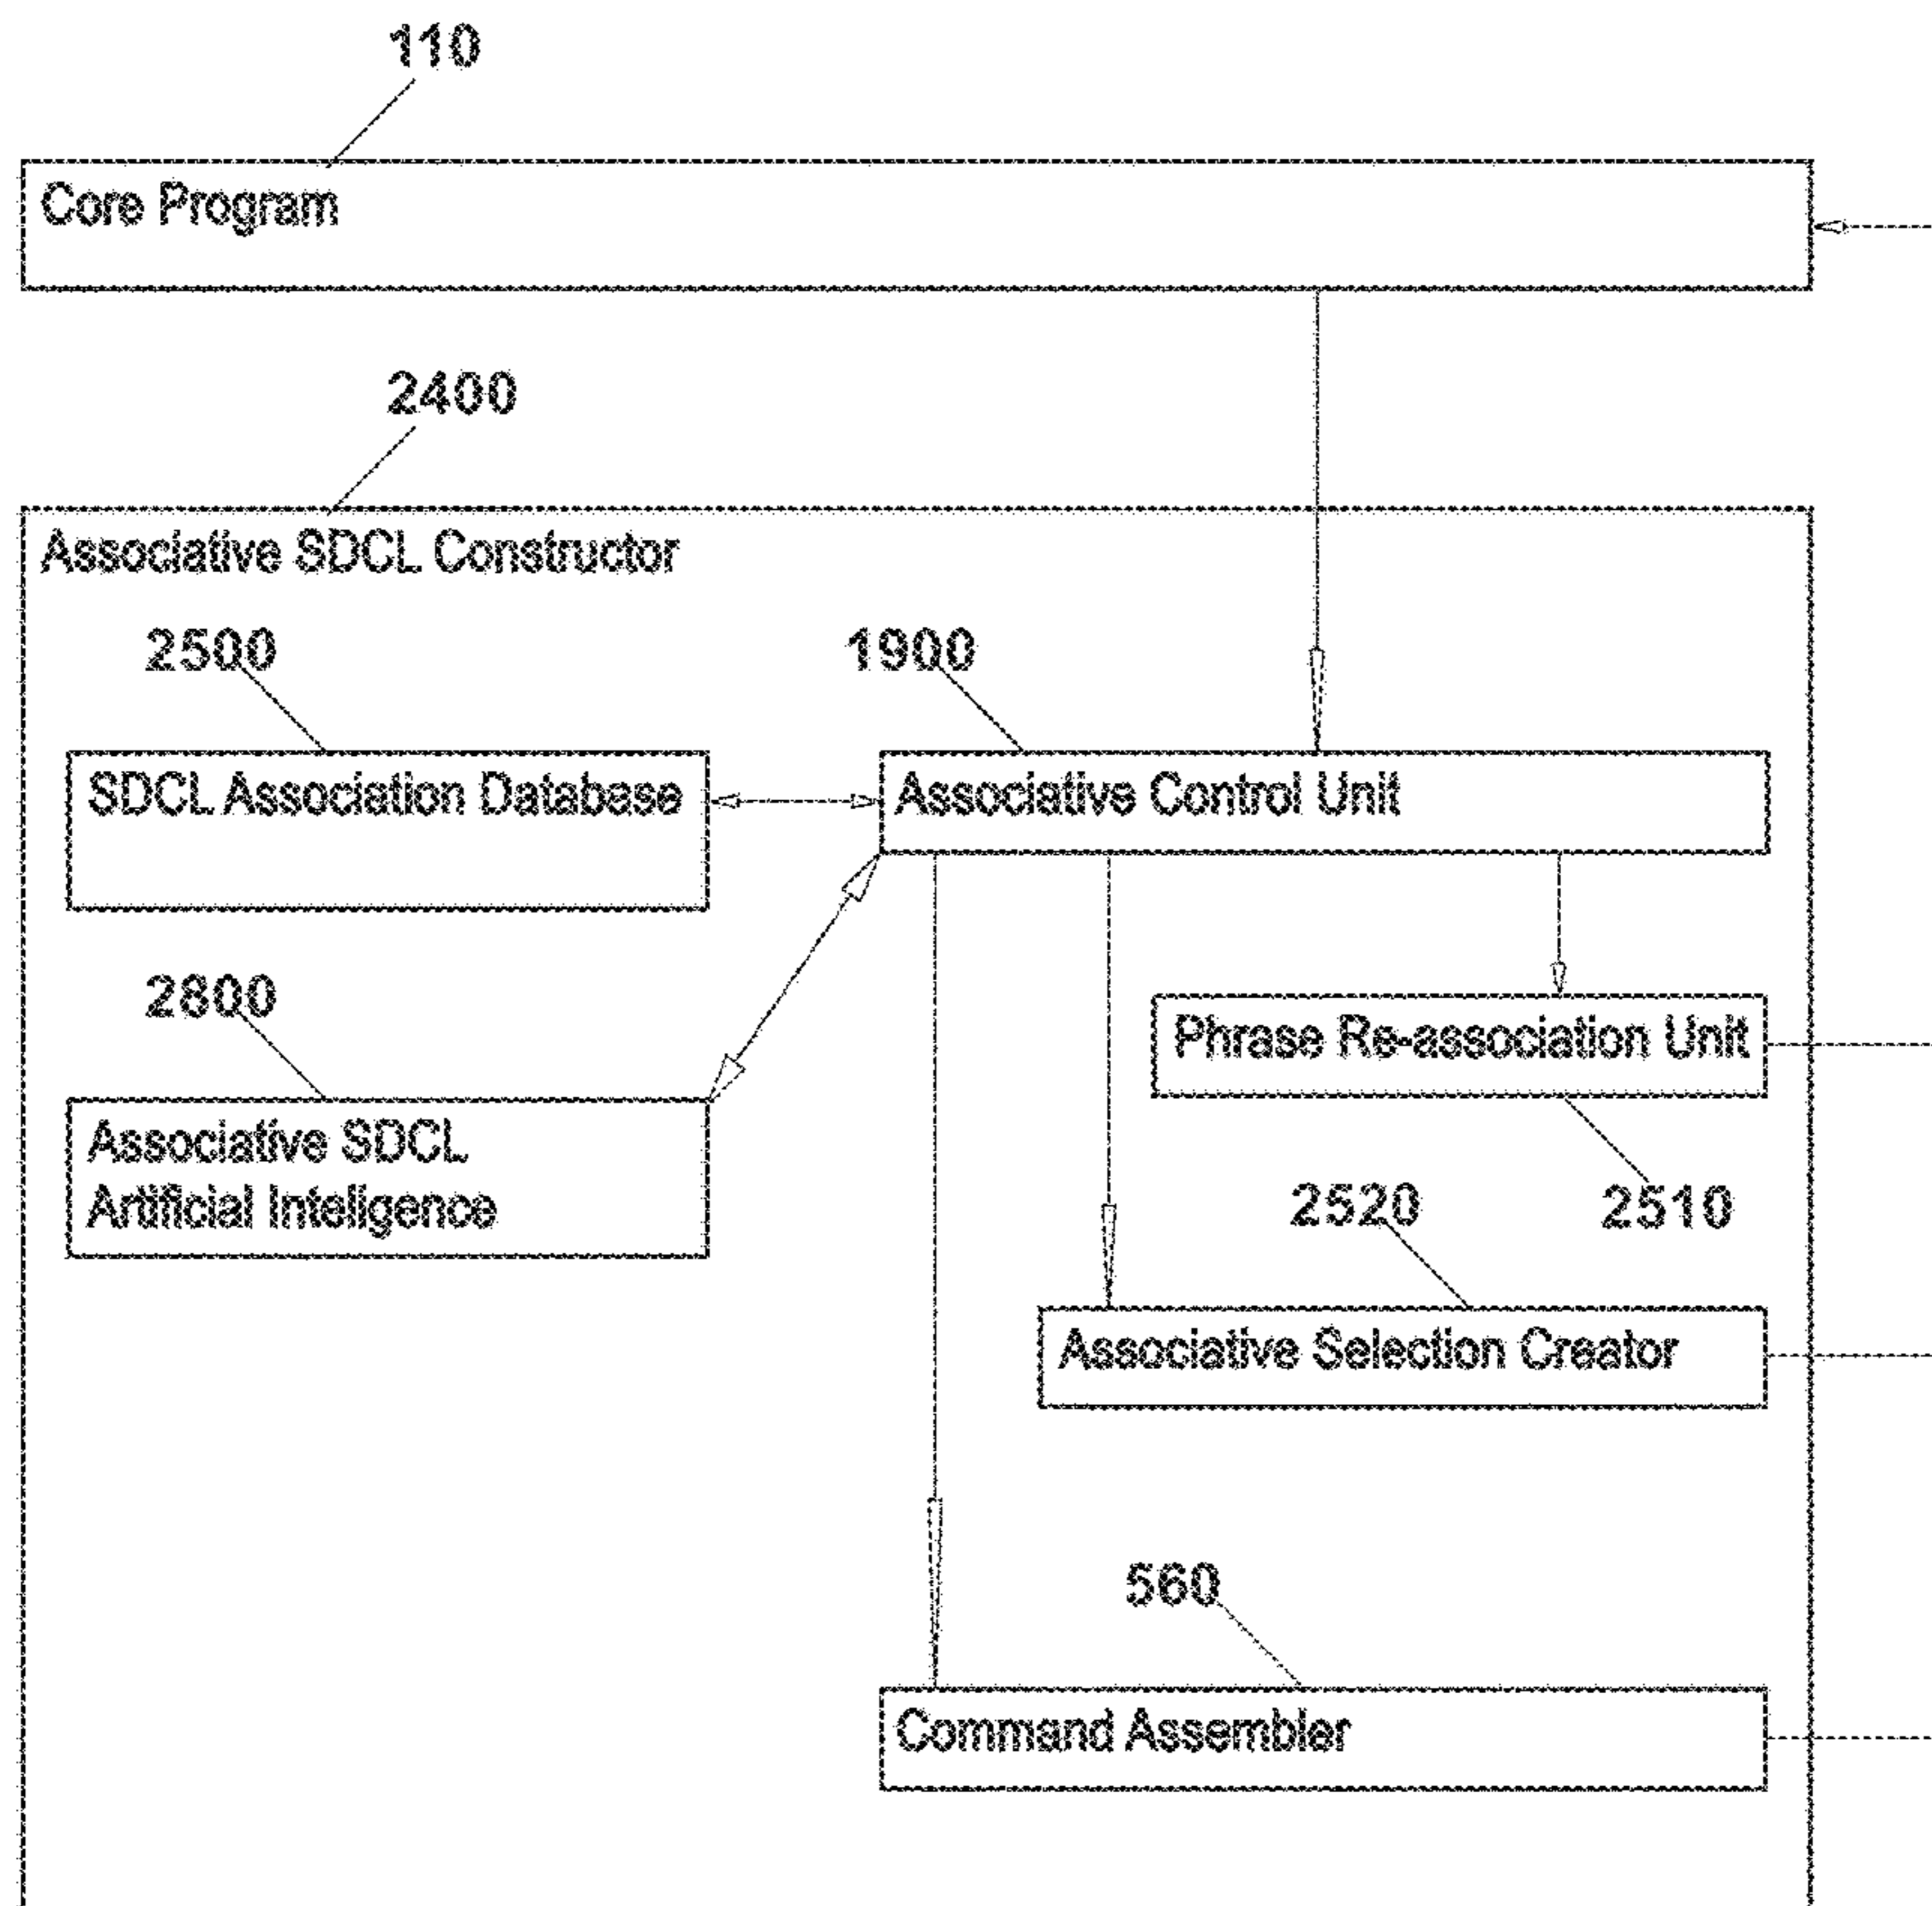 110
Core Program
2400
Associative SDCL Constructor
2500
1900
SDCL Association Database
Associative Control Unit
2800
Phrase Re-association Unit
Associative SDCL
Artificial Inteligence
2520
2510
Associative Selection Creator
560
Command Assembler